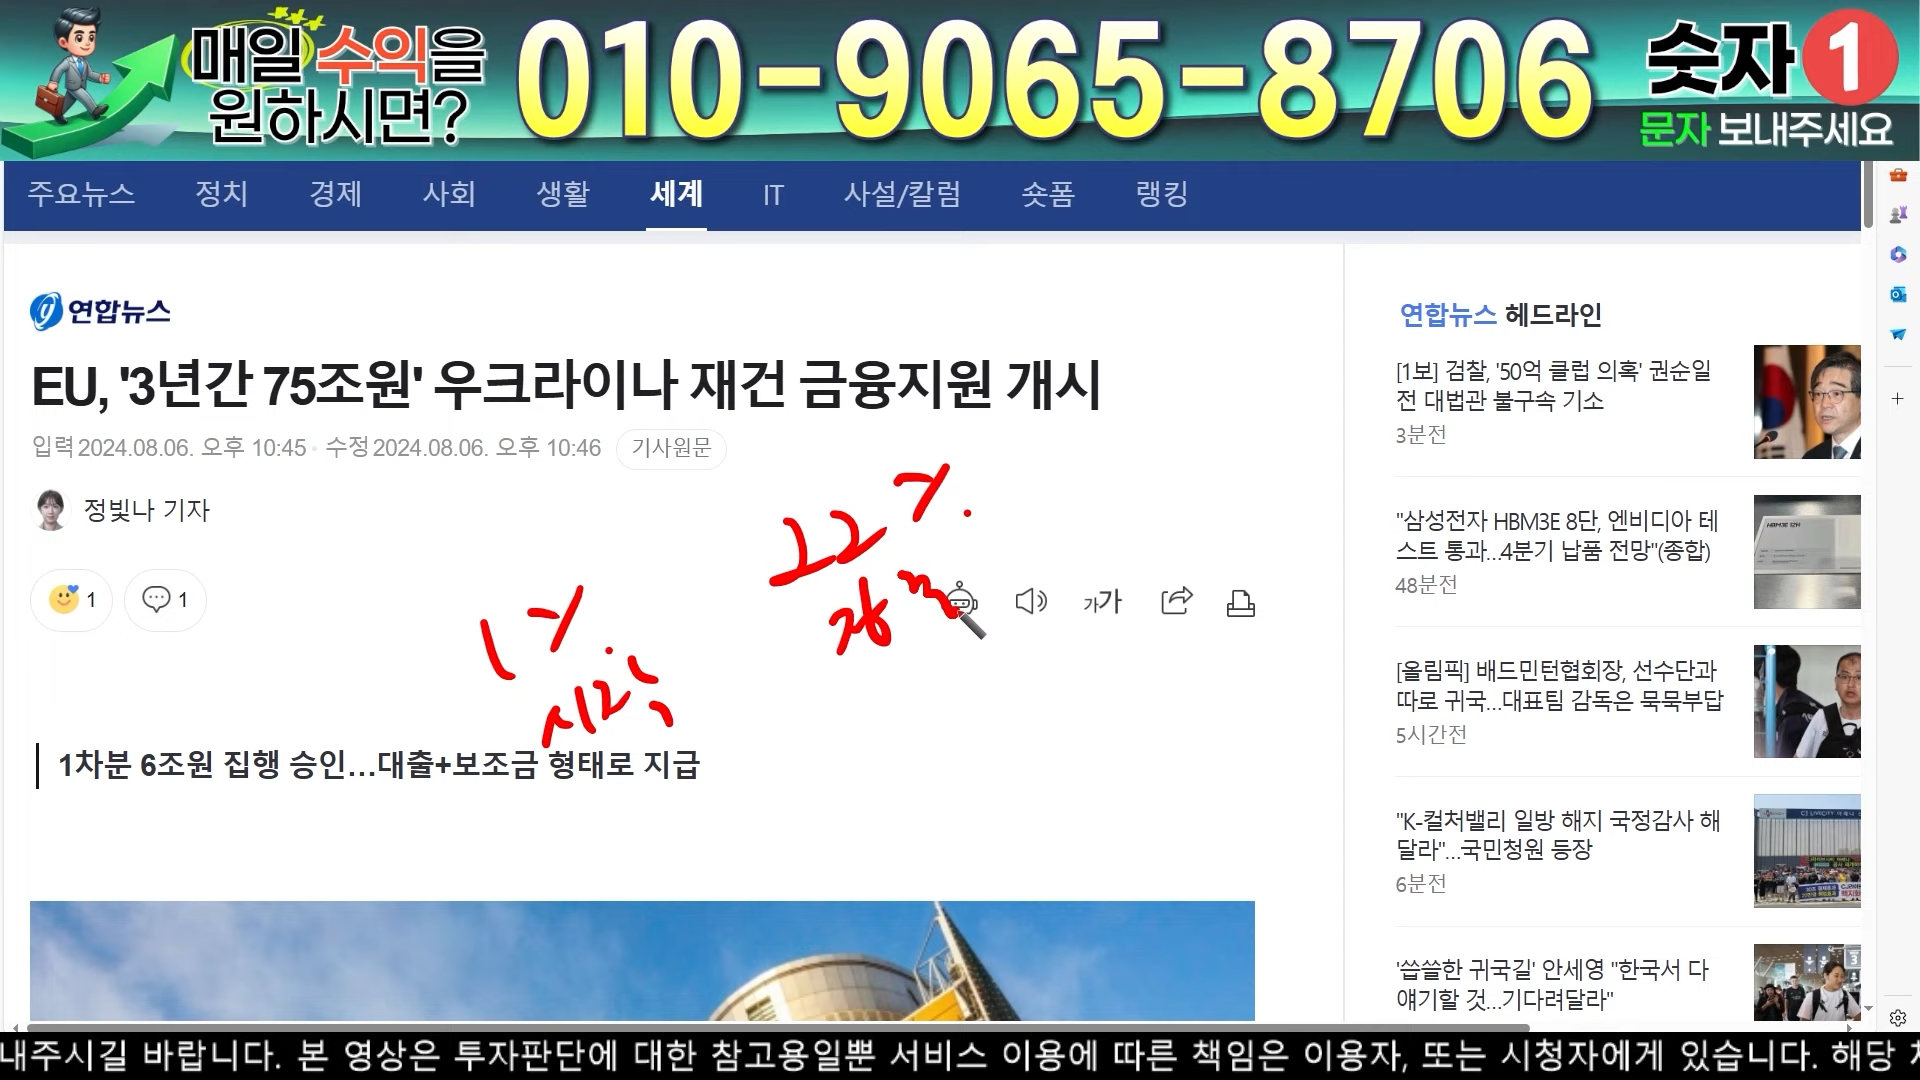 매일 수익을
원하시면?
010-9065-8706
숫자 1
문자 보내주세요
주요뉴스 정치 경제 사회 생활 세계 IT 사설/칼럼 숏폼 랭킹
연합뉴스
EU, '3년간 75조원' 우크라이나 재건 금융지원 개시
입력 2024.08.06. 오후 10:45 · 수정 2024.08.06. 오후 10:46 기사원문
정빛나 기자
1 1
22%.
1%.
가가
1차분 6조원 집행 승인…대출+보조금 형태로 지급
연합뉴스 헤드라인
[1보] 검찰, '50억 클럽 의혹' 권순일
전 대법관 불구속 기소
3분전
"삼성전자 HBM3E 8단, 엔비디아 테
스트 통과…4분기 납품 전망"(종합)
48분전
[올림픽] 배드민턴협회장, 선수단과
따로 귀국…대표팀 감독은 묵묵부답
5시간전
"K-컬처밸리 일방 해지 국정감사 해
달라"…국민청원 등장
6분전
'씁쓸한 귀국길' 안세영 "한국서 다
얘기할 것…기다려달라"
내주시길 바랍니다. 본 영상은 투자판단에 대한 참고용일뿐 서비스 이용에 따른 책임은 이용자, 또는 시청자에게 있습니다. 해당